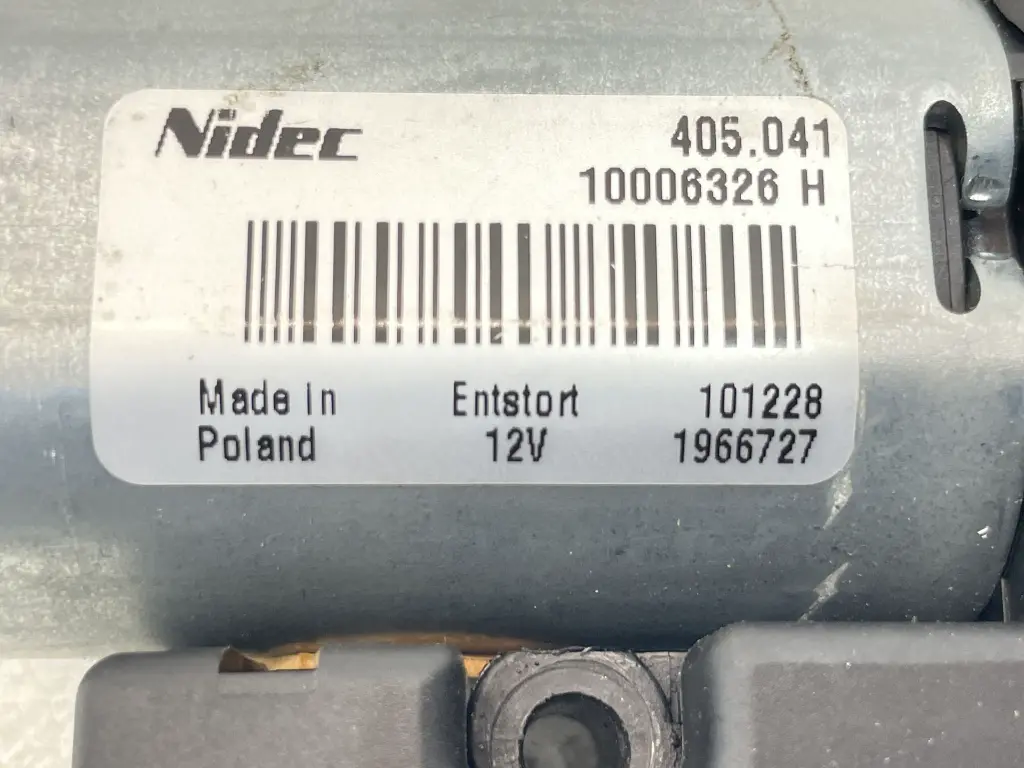 Nidec
405.041
10006326 H
Made in Entstort 101228
Poland 12V 1966727